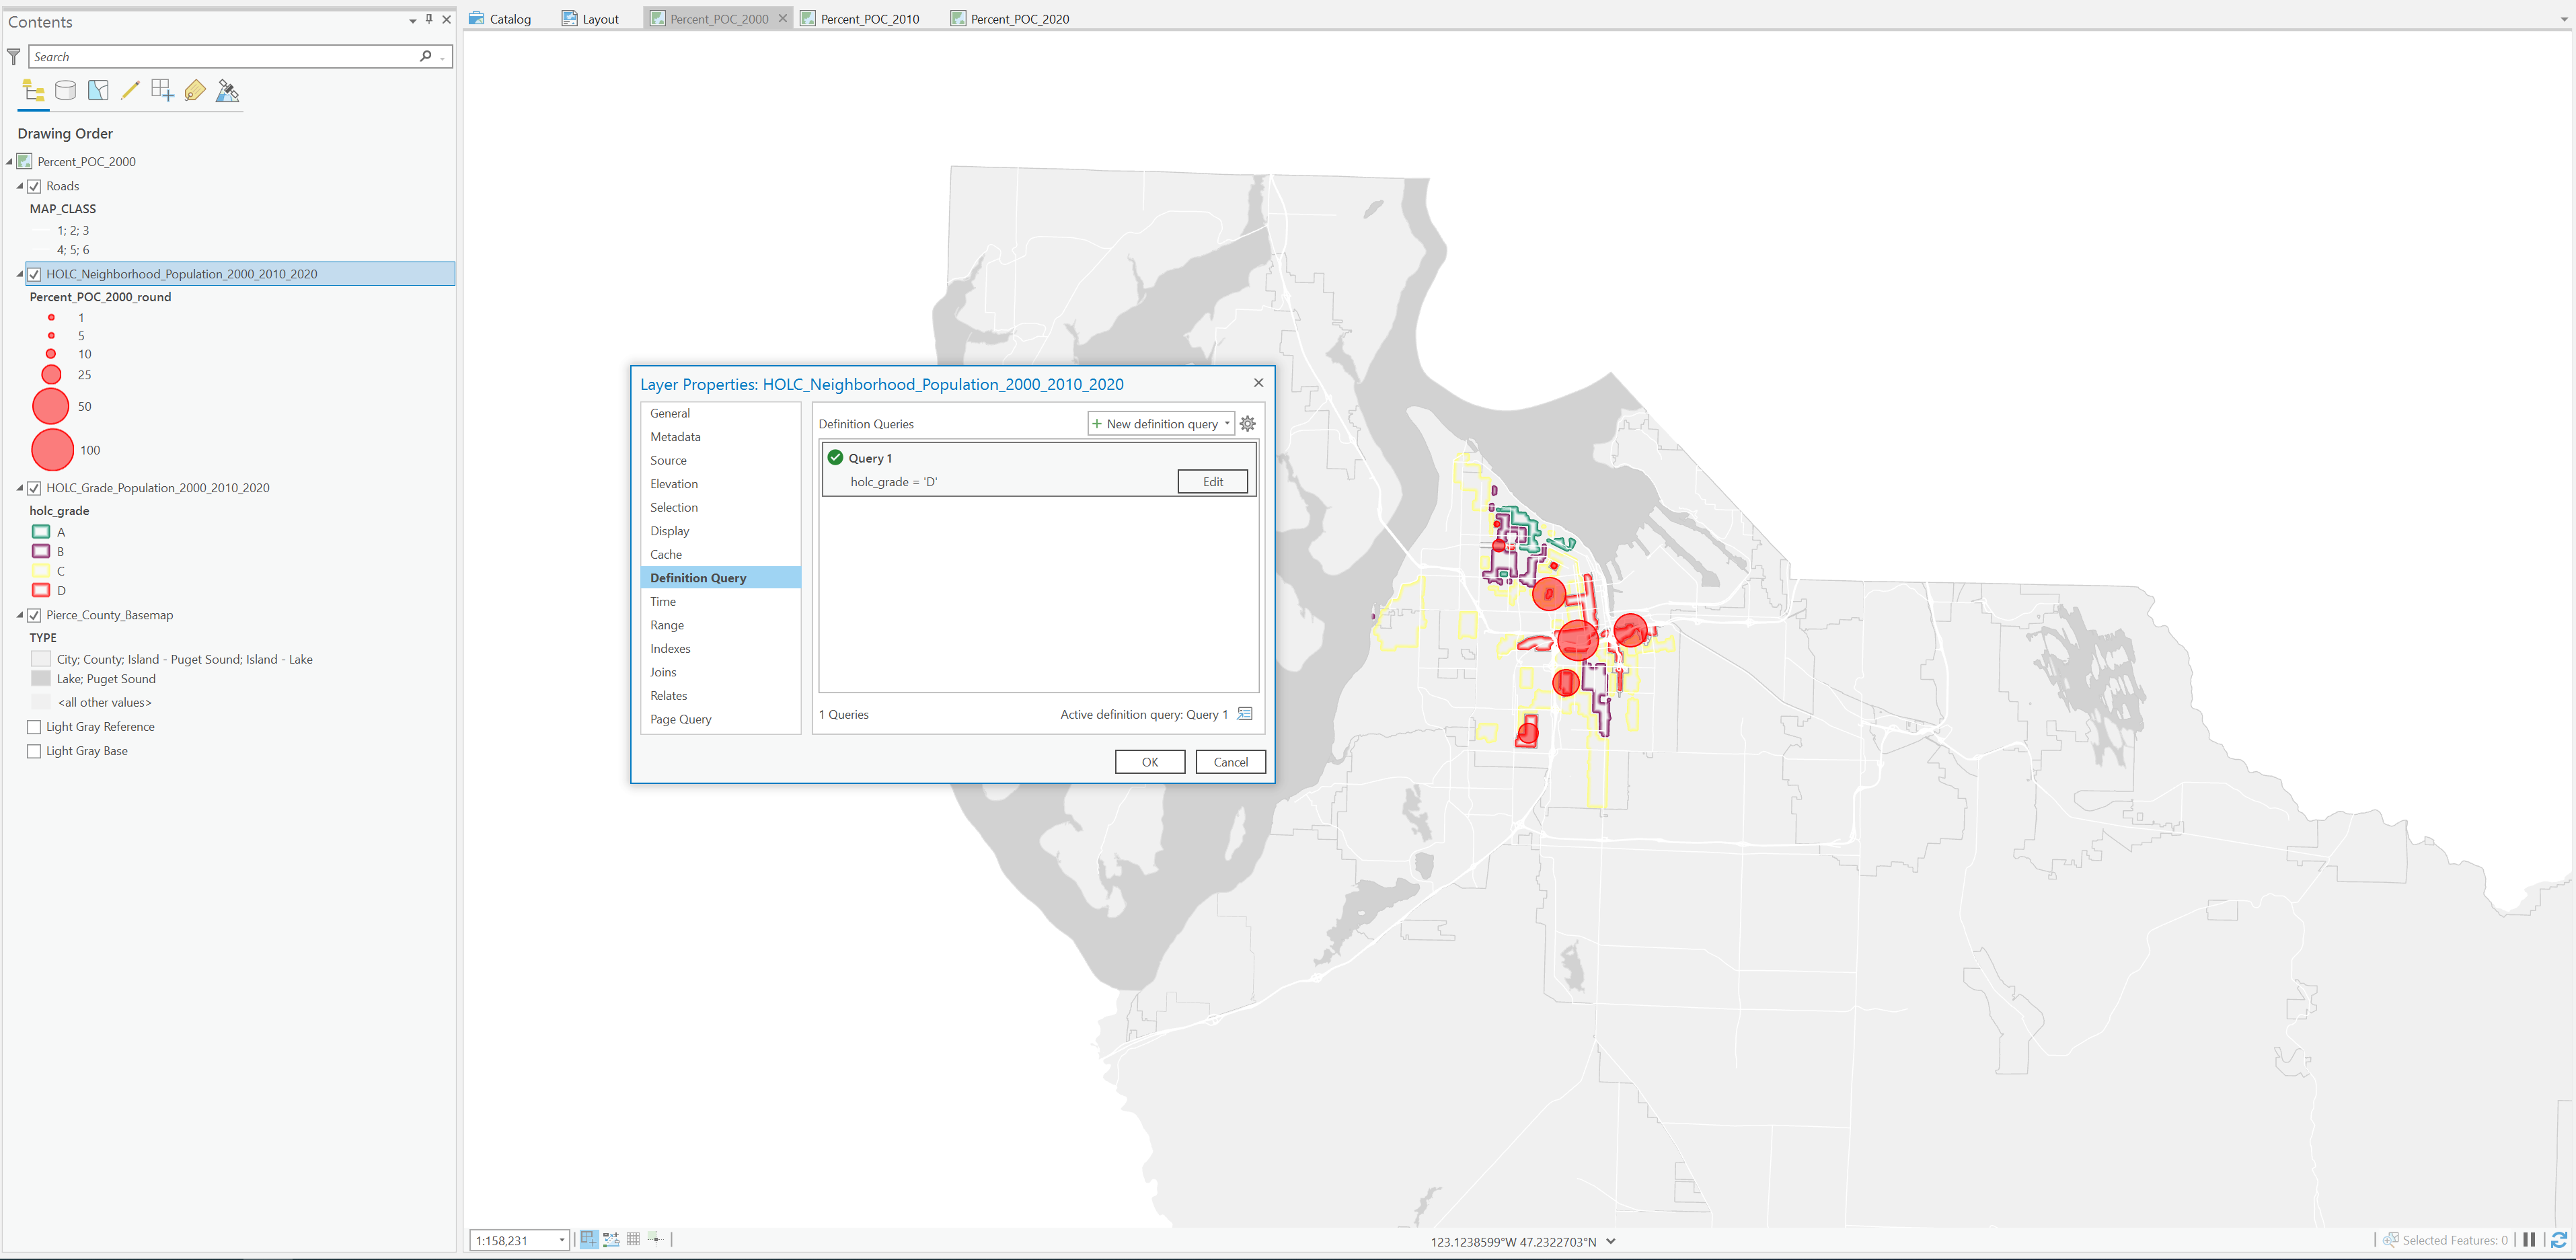 Contents
Search
Drawing Order
Percent_POC_2000
Roads
MAP_CLASS
1; 2; 3
4; 5; 6
HOLC_Neighborhood_Population_2000_2010_2020
Percent_POC_2000_round
1
5
10
25
50
100
HOLC_Grade_Population_2000_2010_2020
holc_grade
A
B
C
D
Pierce_County_Basemap
TYPE
City; County; Island - Puget Sound; Island - Lake
Lake; Puget Sound
<all other values>
Light Gray Reference
Light Gray Base
Catalog Layout Percent_POC_2000 Percent_POC_2010 Percent_POC_2020
Layer Properties: HOLC_Neighborhood_Population_2000_2010_2020
General
Metadata
Source
Elevation
Selection
Display
Cache
Definition Query
Time
Range
Indexes
Joins
Relates
Page Query
Definition Queries New definition query
Query 1
holc_grade = 'D'
Edit
1 Queries Active definition query: Query 1
OK Cancel
1:158,231
123.1238599°W 47.2322703°N
Selected Features: 0